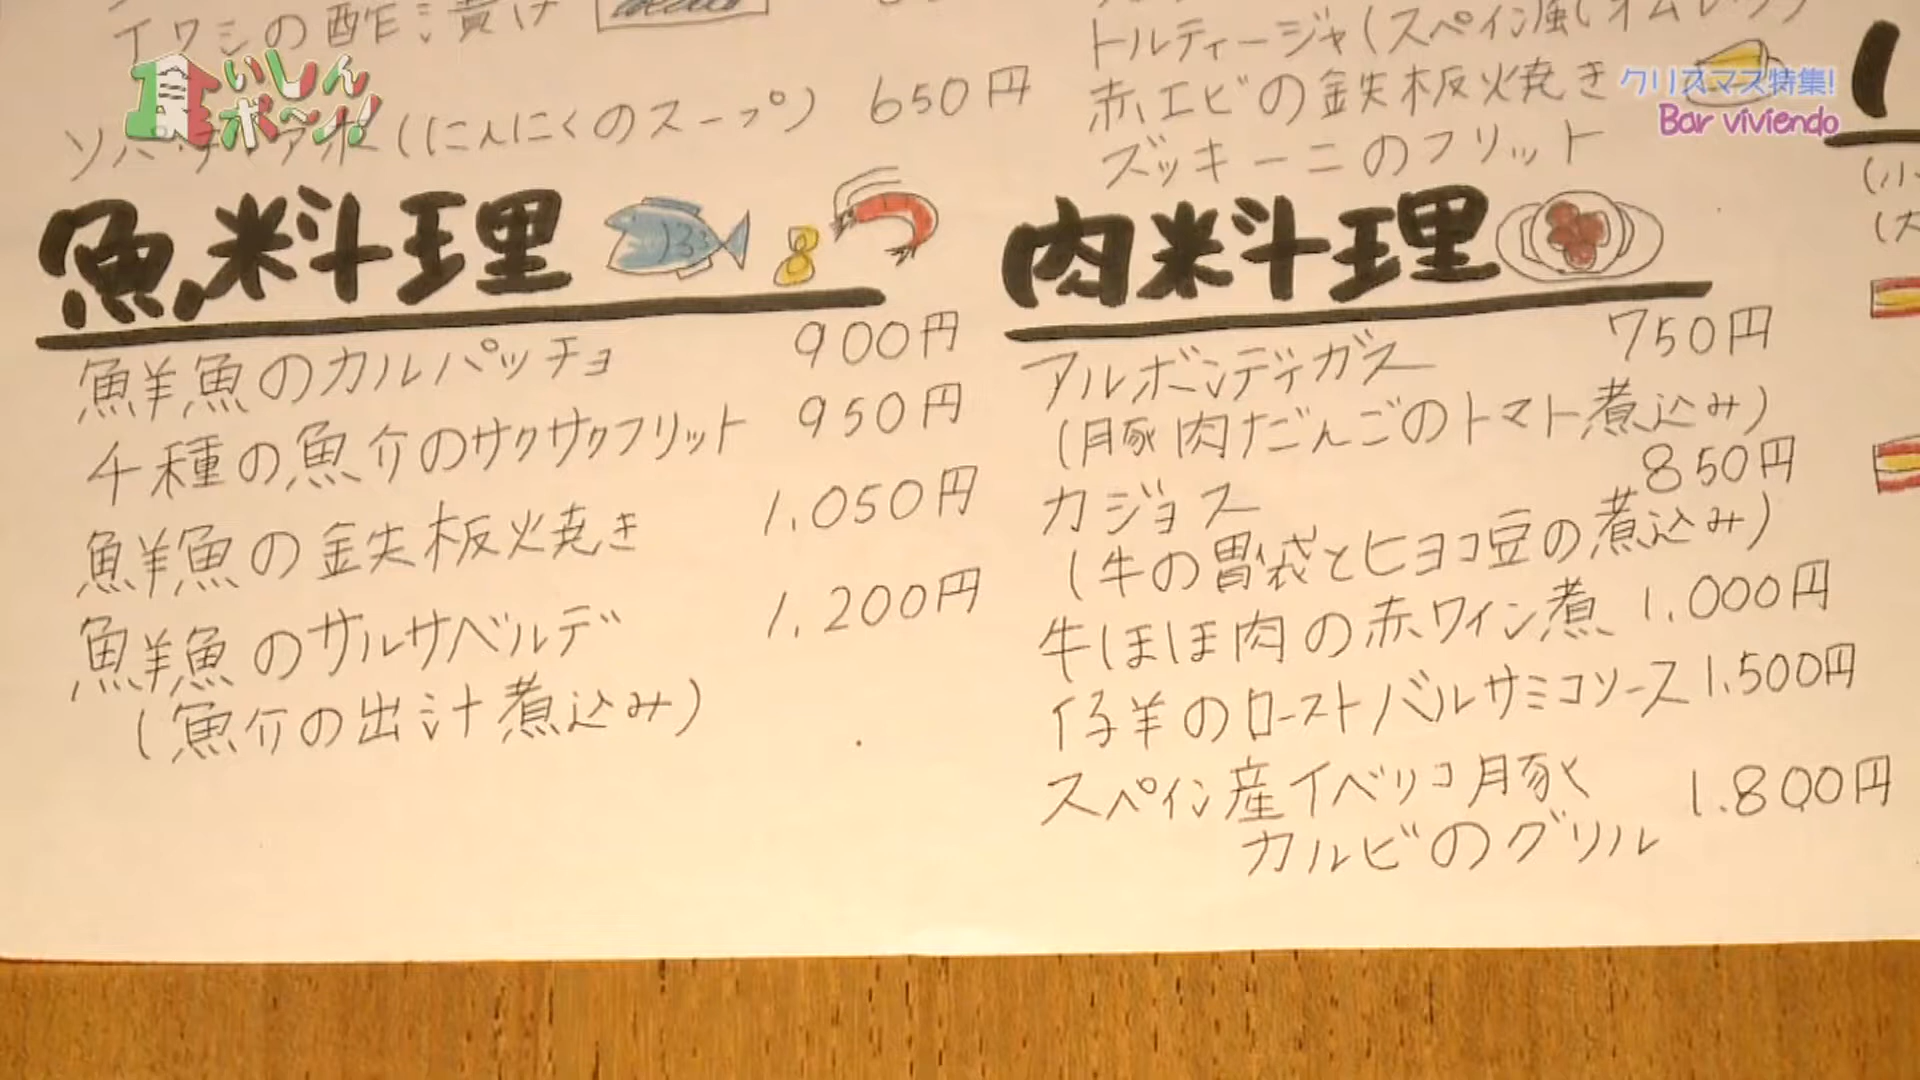 イワシの酢漬け
食いしんボ〜ん!
(にんにくのスープ) 650円
魚料理
鮮魚のカルパッチョ 900円
4種の魚介のサクサクフリット 950円
鮮魚の鉄板焼き 1,050円
鮮魚のサルサベルデ 1,200円
(魚介の出汁煮込み)
トルティージャ(スペイン風オムレツ)
赤エビの鉄板焼き
ズッキーニのフリット
クリスマス特集!
Bar viviendo
肉料理
アルボンディガス 750円
(豚肉だんごのトマト煮込み)
カジョス 850円
(牛の胃袋とヒヨコ豆の煮込み)
牛ほほ肉の赤ワイン煮 1,000円
仔羊のローストバルサミコソース 1,500円
スペイン産イベリコ豚 1,800円
カルビのグリル